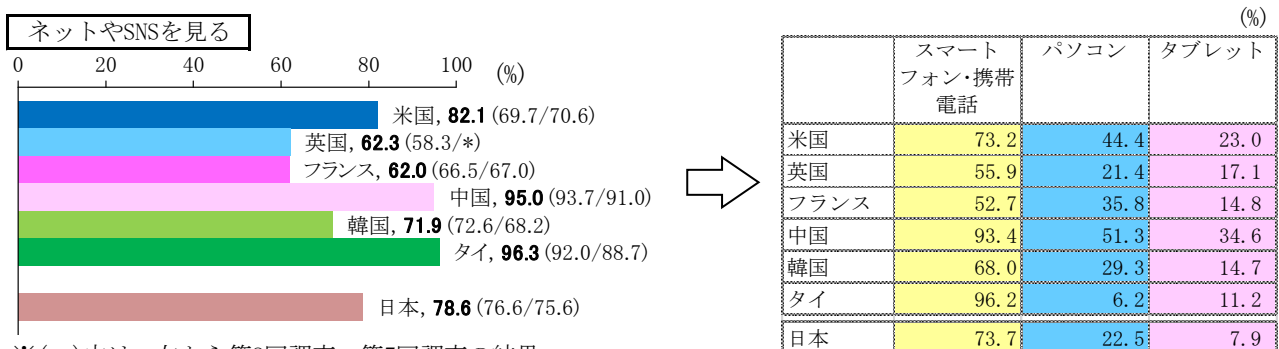 ネットやSNSを見る
0 20 40 60 80 100 (%)
米国, 82.1 (69.7/70.6)
英国, 62.3 (58.3/*)
フランス, 62.0 (66.5/67.0)
中国, 95.0 (93.7/91.0)
韓国, 71.9 (72.6/68.2)
タイ, 96.3 (92.0/88.7)
日本, 78.6 (76.6/75.6)
(%)
スマートフォン・携帯電話 パソコン タブレット
米国 73.2 44.4 23.0
英国 55.9 21.4 17.1
フランス 52.7 35.8 14.8
中国 93.4 51.3 34.6
韓国 68.0 29.3 14.7
タイ 96.2 6.2 11.2
日本 73.7 22.5 7.9